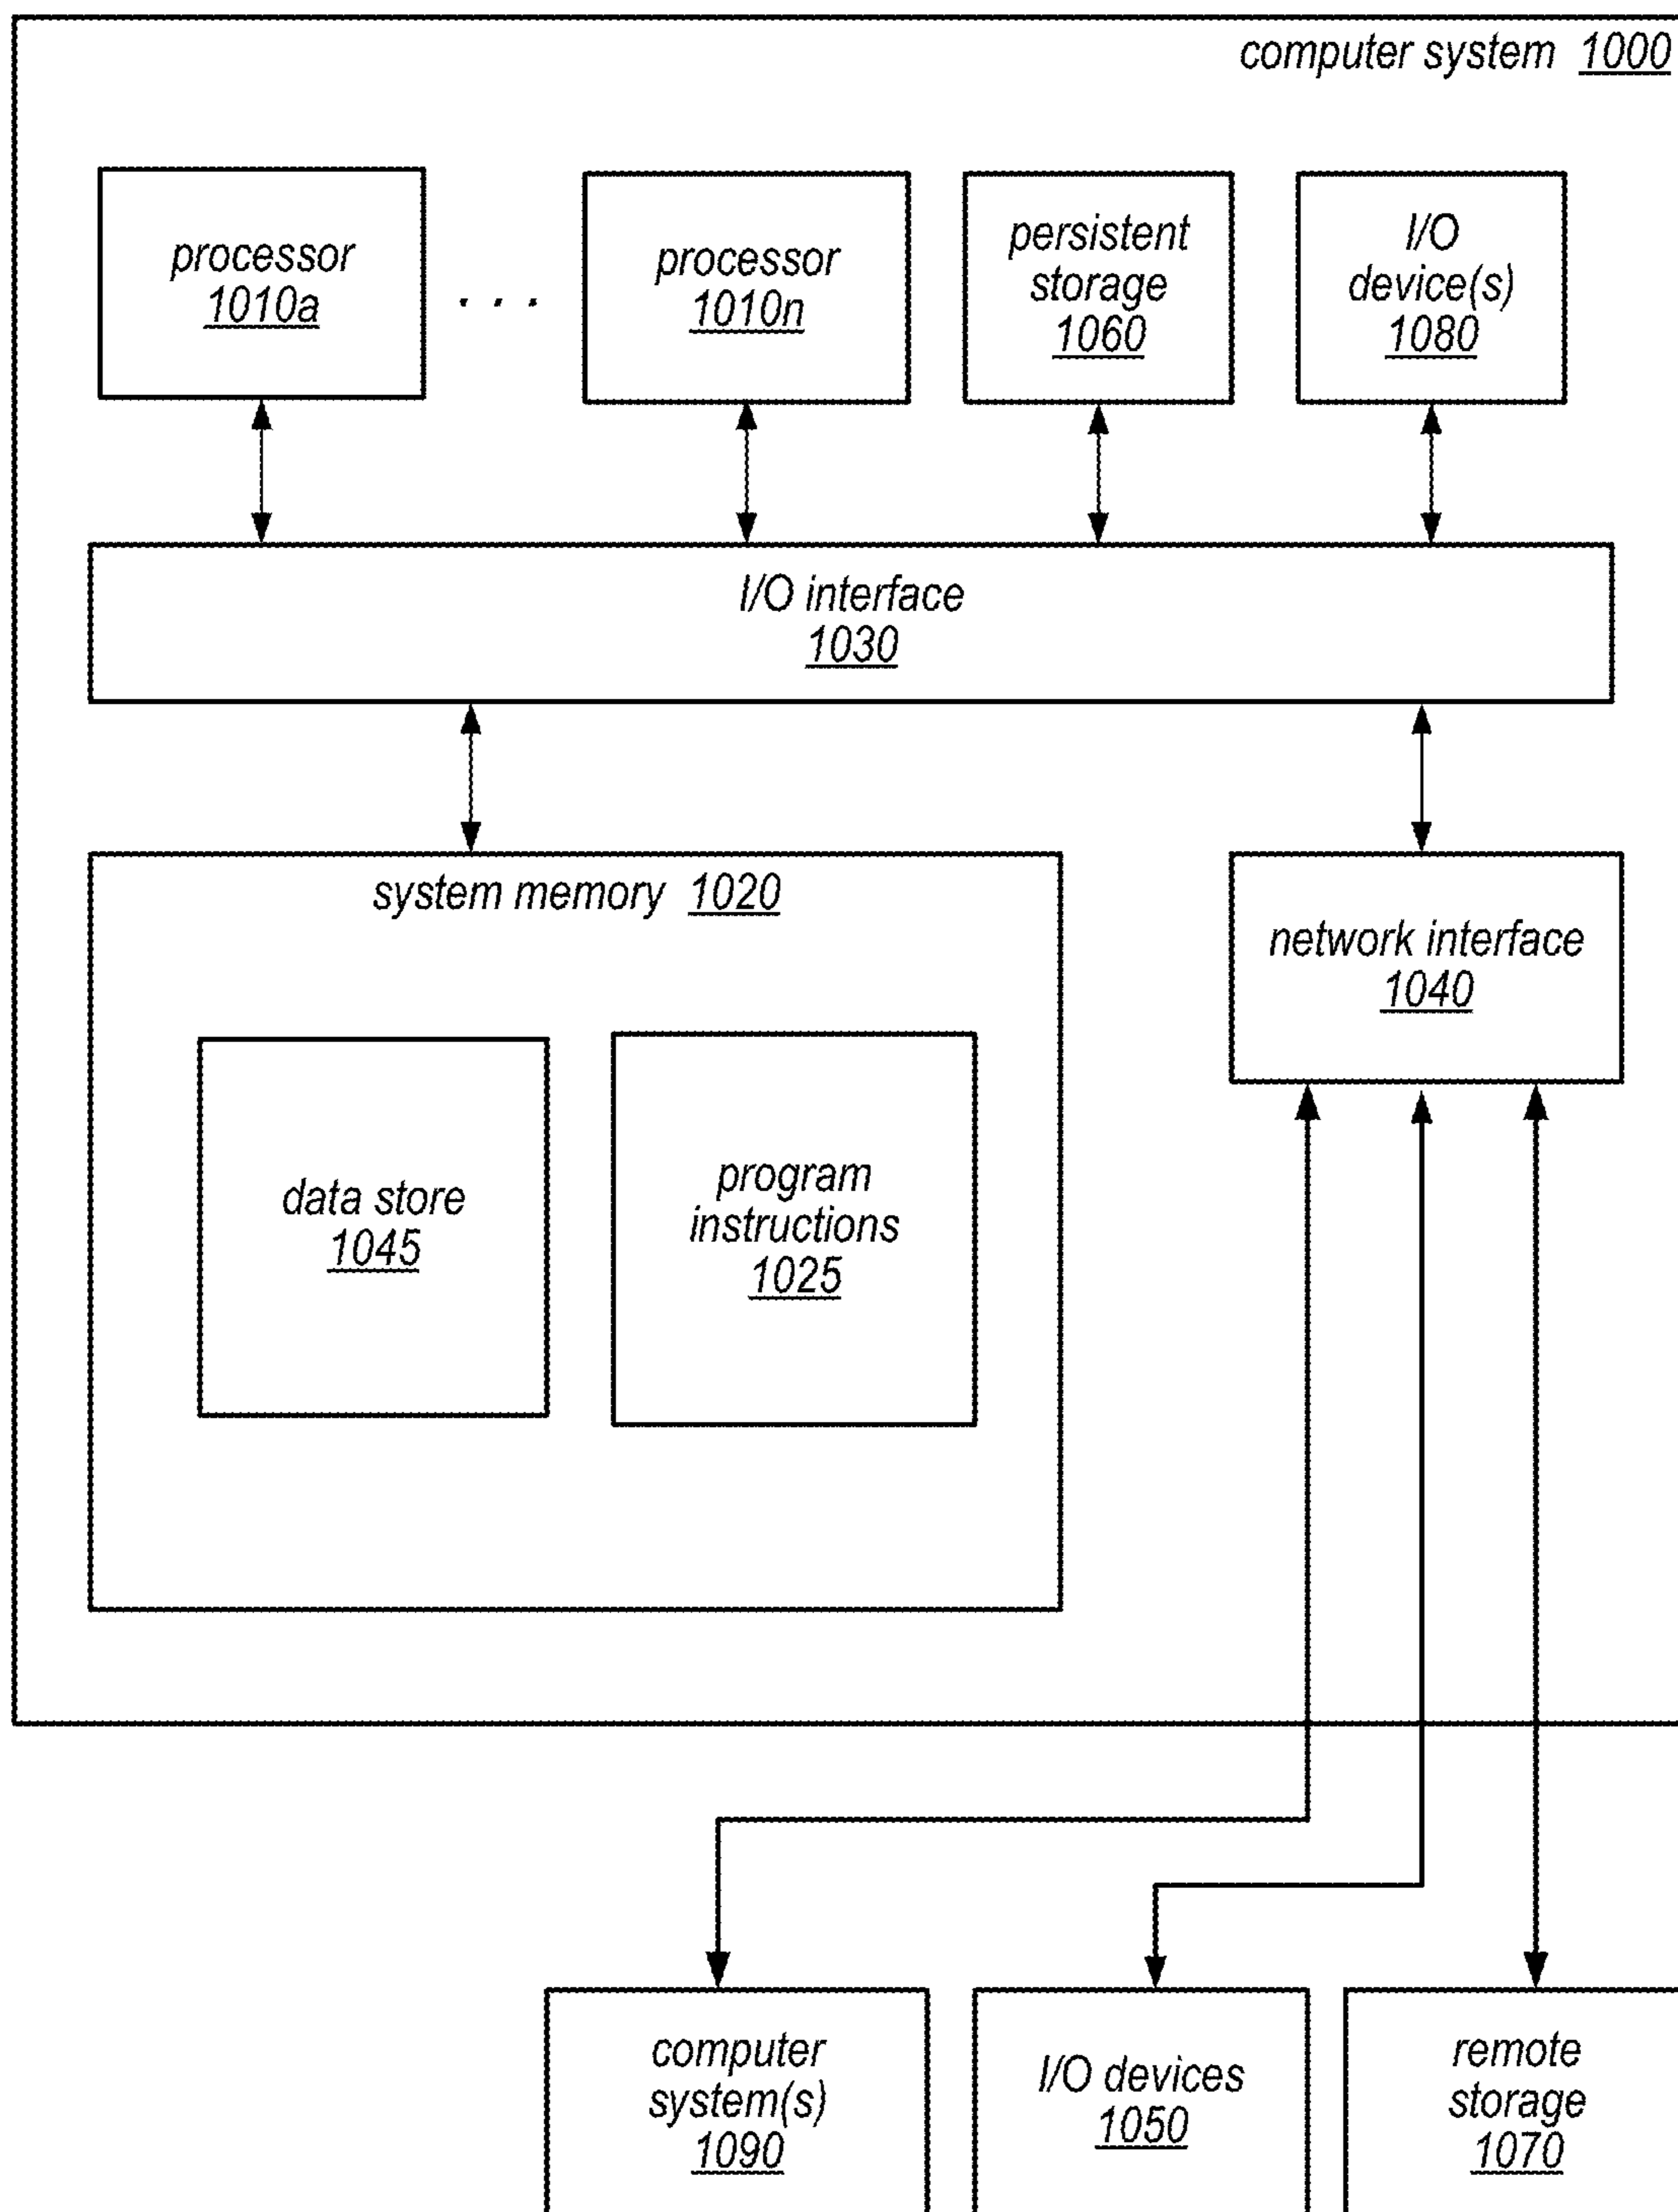 computer system 1000
processor
1010a
. . .
processor
1010n
persistent
storage
1060
I/O
device(s)
1080
I/O interface
1030
system memory 1020
network interface
1040
data store
1045
program
instructions
1025
computer
system(s)
1090
I/O devices
1050
remote
storage
1070